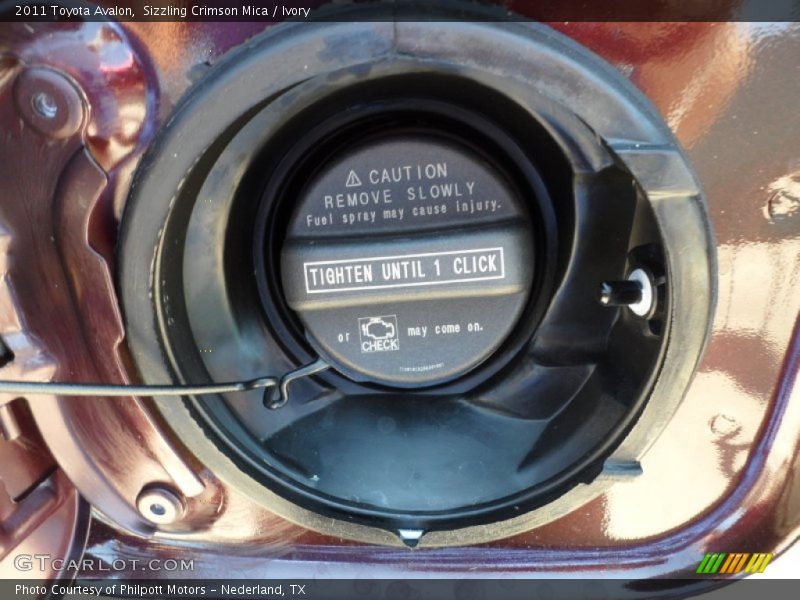 2011 Toyota Avalon,  Sizzling Crimson Mica / Ivory
⚠ CAUTION
REMOVE SLOWLY
Fuel spray may cause injury.
TIGHTEN UNTIL 1 CLICK
or CHECK may come on.
GTCARLOT.COM
Photo Courtesy of Philpott Motors – Nederland, TX